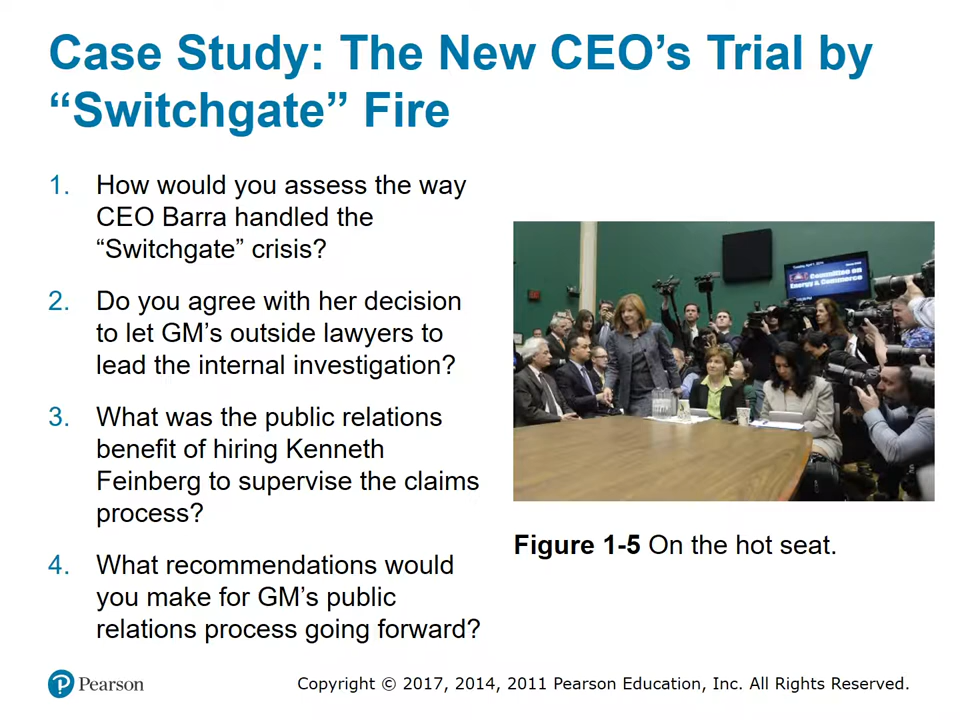 Case Study: The New CEO’s Trial by
“Switchgate” Fire
1. How would you assess the way
CEO Barra handled the
“Switchgate” crisis?
2. Do you agree with her decision
to let GM’s outside lawyers to
lead the internal investigation?
3. What was the public relations
benefit of hiring Kenneth
Feinberg to supervise the claims
process?
4. What recommendations would
you make for GM’s public
relations process going forward?
Committee on
Energy & Commerce
Figure 1-5 On the hot seat.
Pearson
Copyright © 2017, 2014, 2011 Pearson Education, Inc. All Rights Reserved.